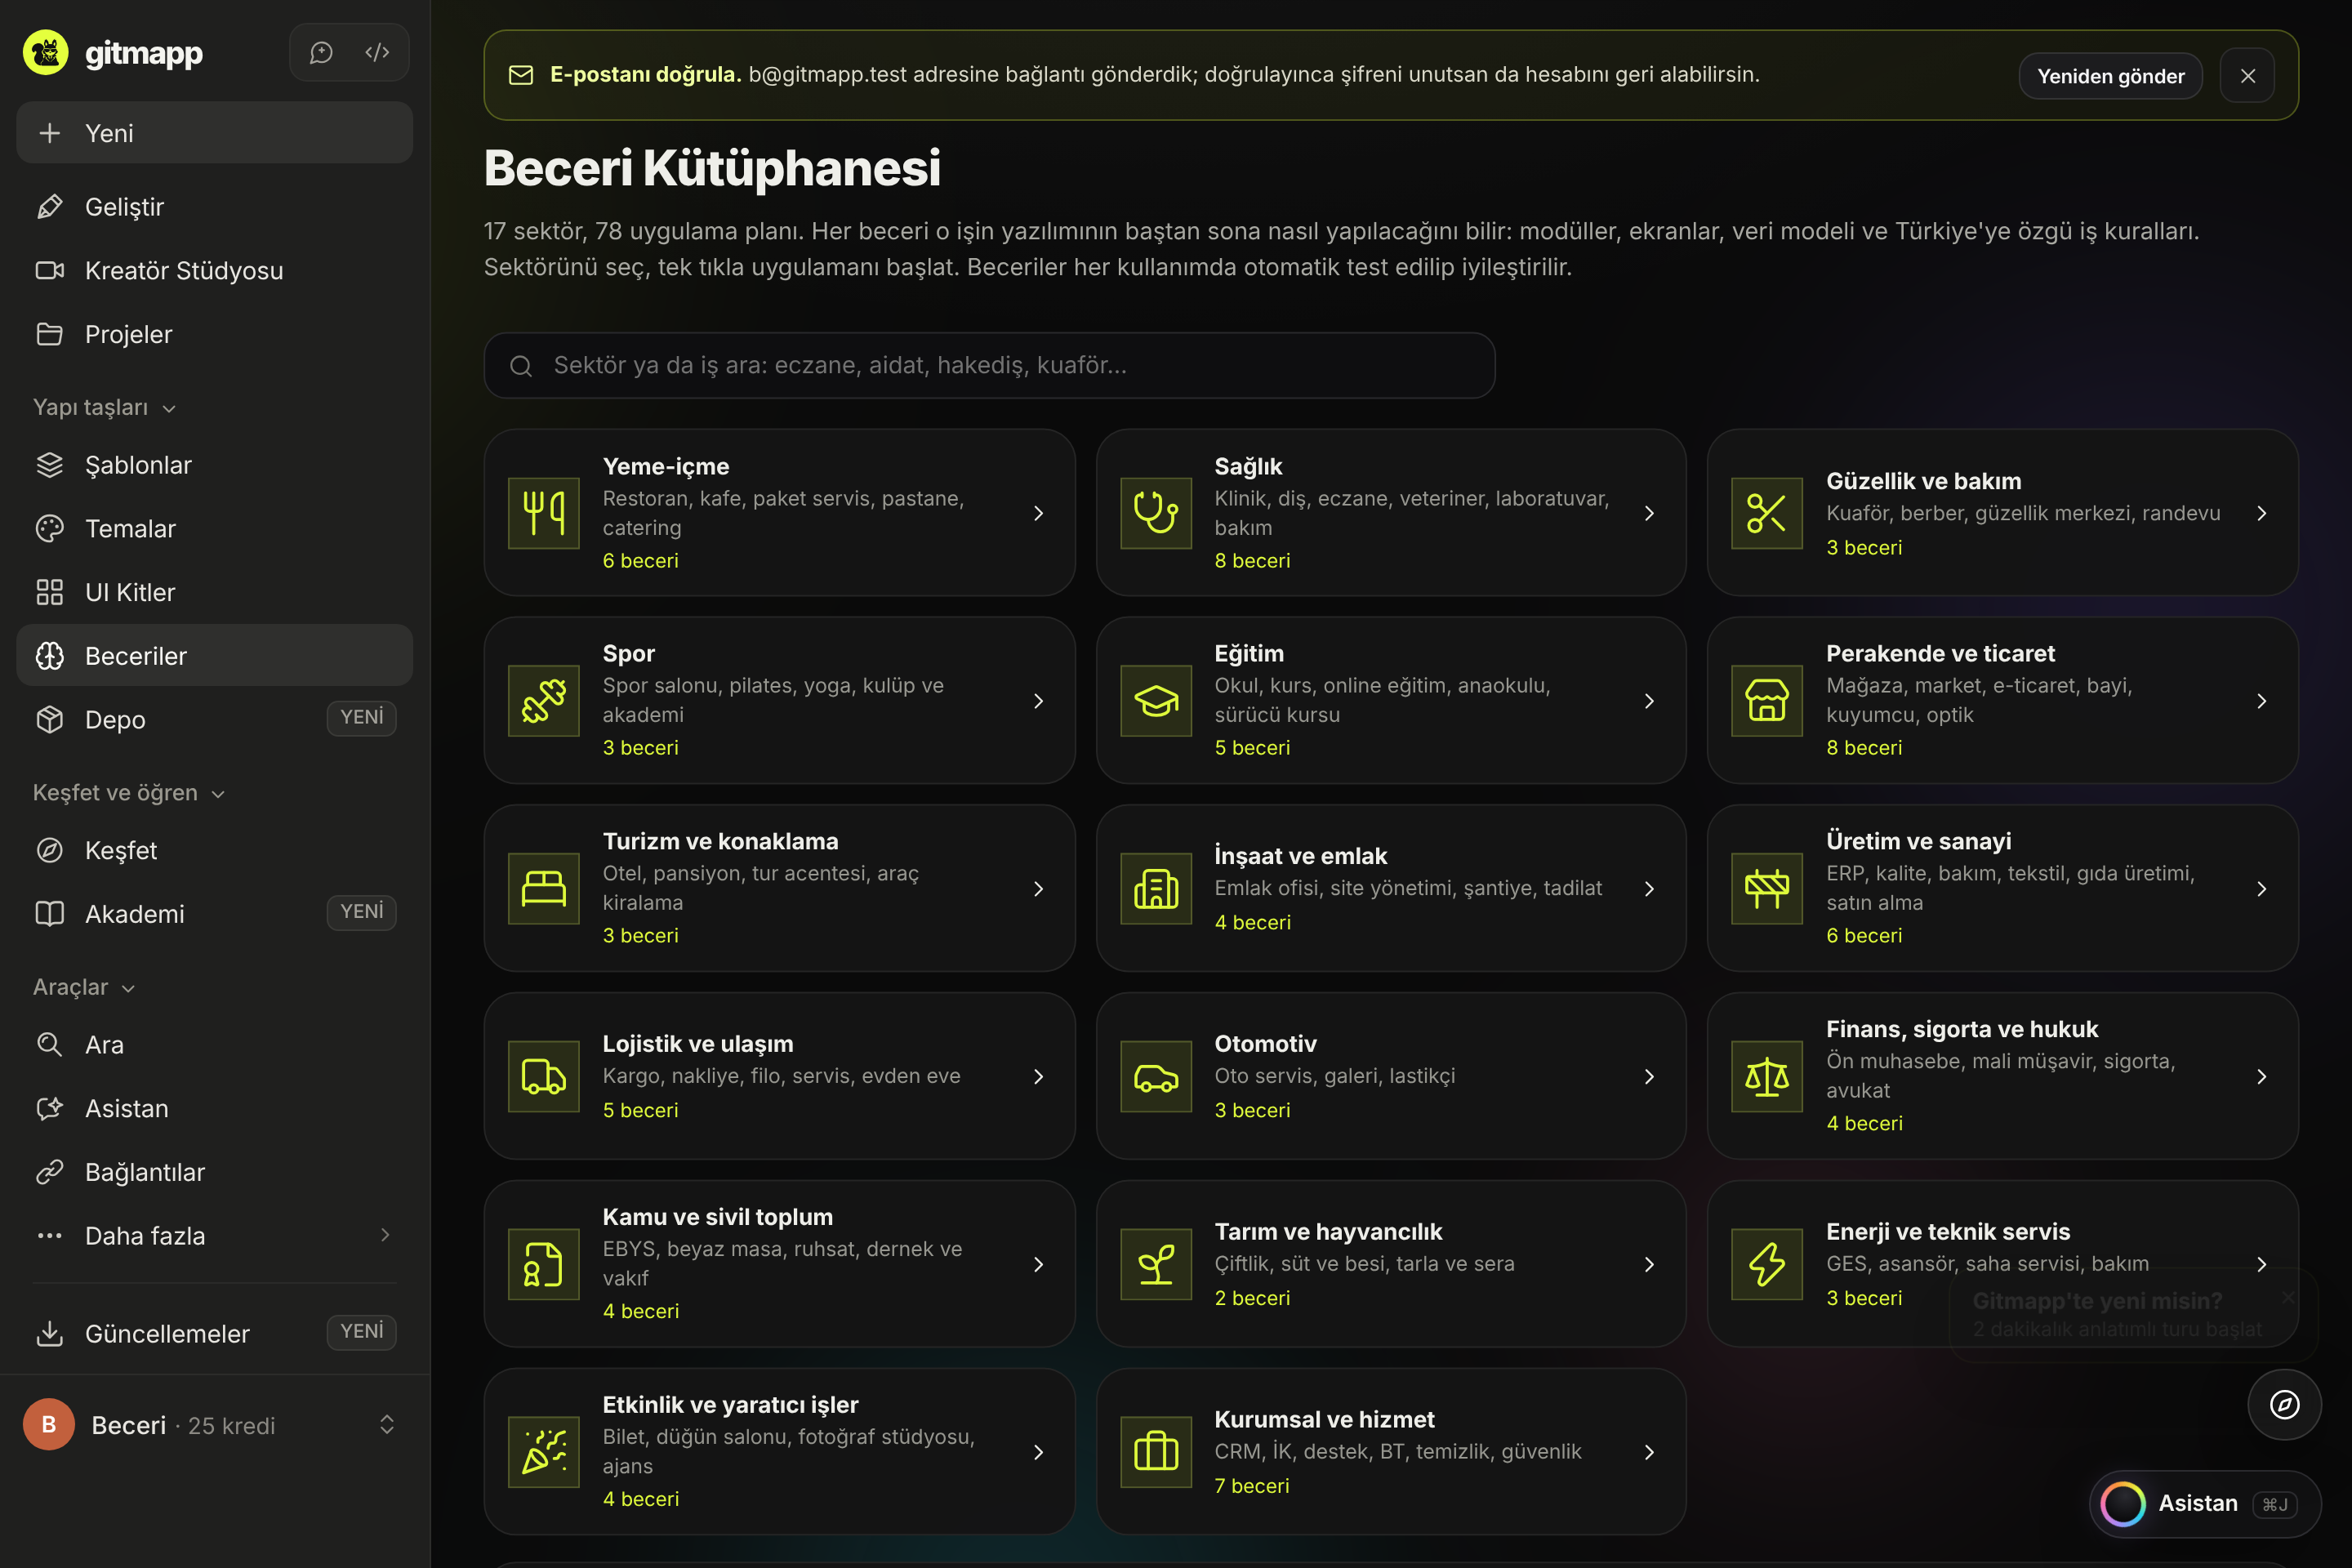 gitmapp
Yeni
Geliştir
Kreatör Stüdyosu
Projeler
Yapı taşları
Şablonlar
Temalar
UI Kitler
Beceriler
Depo YENİ
Keşfet ve öğren
Keşfet
Akademi YENİ
Araçlar
Ara
Asistan
Bağlantılar
Daha fazla
Güncellemeler YENİ
B Beceri · 25 kredi
E-postanı doğrula. b@gitmapp.test adresine bağlantı gönderdik; doğrulayınca şifreni unutsan da hesabını geri alabilirsin. Yeniden gönder
Beceri Kütüphanesi
17 sektör, 78 uygulama planı. Her beceri o işin yazılımının baştan sona nasıl yapılacağını bilir: modüller, ekranlar, veri modeli ve Türkiye'ye özgü iş kuralları.
Sektörünü seç, tek tıkla uygulamanı başlat. Beceriler her kullanımda otomatik test edilip iyileştirilir.
Sektör ya da iş ara: eczane, aidat, hakediş, kuaför...
Yeme-içme
Restoran, kafe, paket servis, pastane,
catering
6 beceri
Sağlık
Klinik, diş, eczane, veteriner, laboratuvar,
bakım
8 beceri
Güzellik ve bakım
Kuaför, berber, güzellik merkezi, randevu
3 beceri
Spor
Spor salonu, pilates, yoga, kulüp ve
akademi
3 beceri
Eğitim
Okul, kurs, online eğitim, anaokulu,
sürücü kursu
5 beceri
Perakende ve ticaret
Mağaza, market, e-ticaret, bayi,
kuyumcu, optik
8 beceri
Turizm ve konaklama
Otel, pansiyon, tur acentesi, araç
kiralama
3 beceri
İnşaat ve emlak
Emlak ofisi, site yönetimi, şantiye, tadilat
4 beceri
Üretim ve sanayi
ERP, kalite, bakım, tekstil, gıda üretimi,
satın alma
6 beceri
Lojistik ve ulaşım
Kargo, nakliye, filo, servis, evden eve
5 beceri
Otomotiv
Oto servis, galeri, lastikçi
3 beceri
Finans, sigorta ve hukuk
Ön muhasebe, mali müşavir, sigorta,
avukat
4 beceri
Kamu ve sivil toplum
EBYS, beyaz masa, ruhsat, dernek ve
vakıf
4 beceri
Tarım ve hayvancılık
Çiftlik, süt ve besi, tarla ve sera
2 beceri
Enerji ve teknik servis
GES, asansör, saha servisi, bakım
3 beceri
Gitmapp'te yeni misin?
2 dakikalık anlatımlı turu başlat
Etkinlik ve yaratıcı işler
Bilet, düğün salonu, fotoğraf stüdyosu,
ajans
4 beceri
Kurumsal ve hizmet
CRM, İK, destek, BT, temizlik, güvenlik
7 beceri
Asistan ⌘J